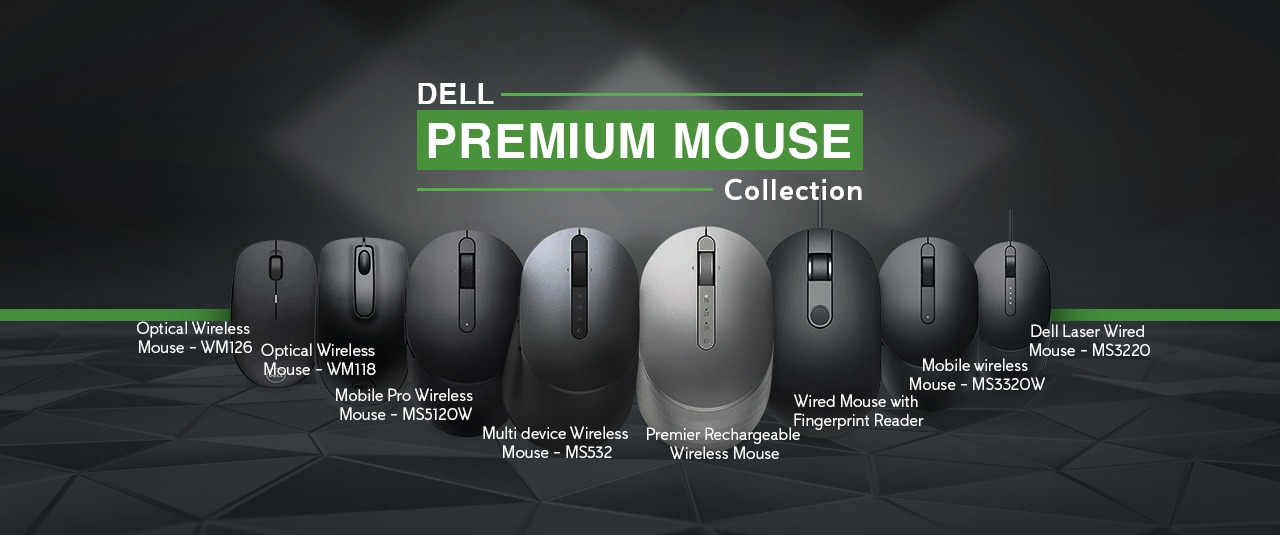 DELL
PREMIUM MOUSE
Collection
Optical Wireless
Mouse - WM126
Optical Wireless
Mouse - WM118
Mobile Pro Wireless
Mouse - MS5120W
Multi device Wireless
Mouse - MS532
Premier Rechargeable
Wireless Mouse
Wired Mouse with
Fingerprint Reader
Mobile wireless
Mouse - MS3320W
Dell Laser Wired
Mouse - MS3220